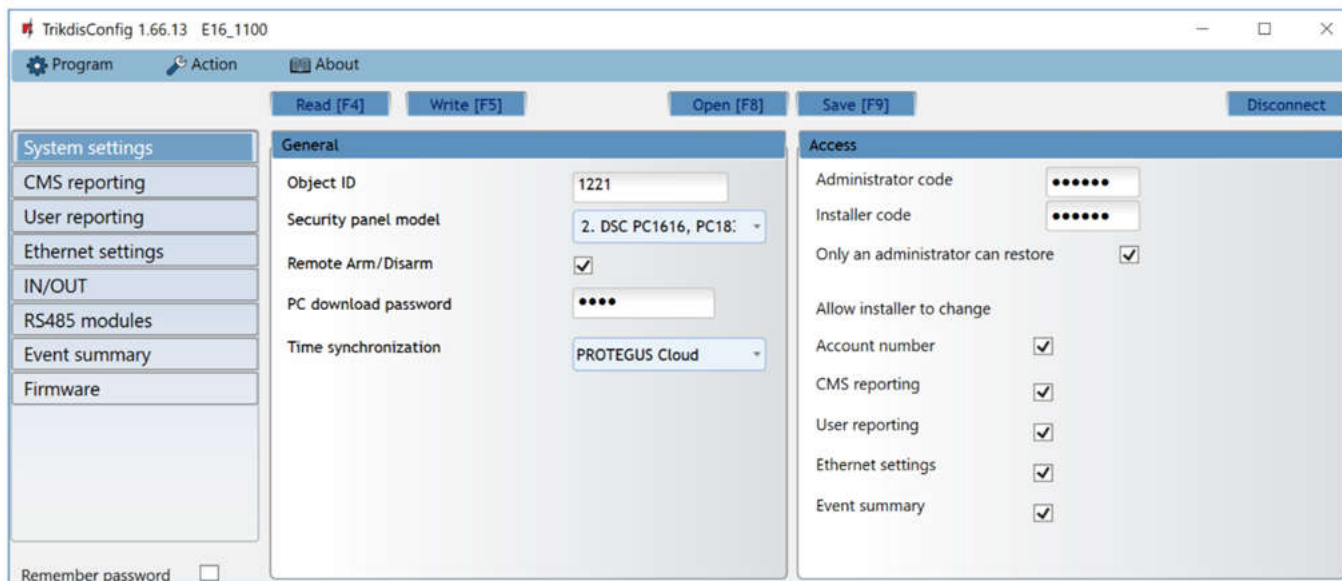 TrikdisConfig 1.66.13 E16_1100
Program Action About
Read [F4] Write [F5] Open [F8] Save [F9] Disconnect
System settings
CMS reporting
User reporting
Ethernet settings
IN/OUT
RS485 modules
Event summary
Firmware
Remember password
General
Object ID 1221
Security panel model 2. DSC PC1616, PC18
Remote Arm/Disarm
PC download password ••••
Time synchronization PROTEGUS Cloud
Access
Administrator code ••••••
Installer code ••••••
Only an administrator can restore
Allow installer to change
Account number
CMS reporting
User reporting
Ethernet settings
Event summary